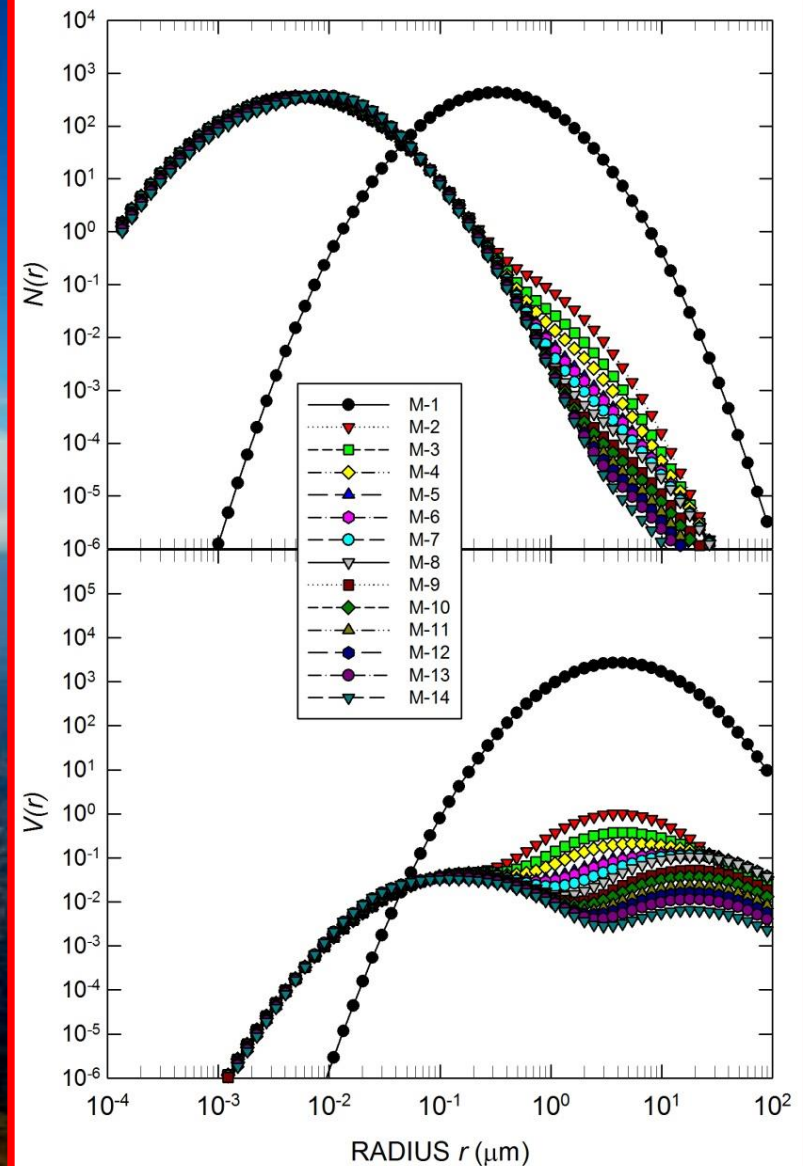 10⁴
10³
10²
10¹
10⁰
10⁻¹
10⁻²
10⁻³
10⁻⁴
10⁻⁵
10⁻⁶
N(r)
M-1
M-2
M-3
M-4
M-5
M-6
M-7
M-8
M-9
M-10
M-11
M-12
M-13
M-14
10⁵
10⁴
10³
10²
10¹
10⁰
10⁻¹
10⁻²
10⁻³
10⁻⁴
10⁻⁵
10⁻⁶
V(r)
10⁻⁴ 10⁻³ 10⁻² 10⁻¹ 10⁰ 10¹ 10²
RADIUS r (μm)